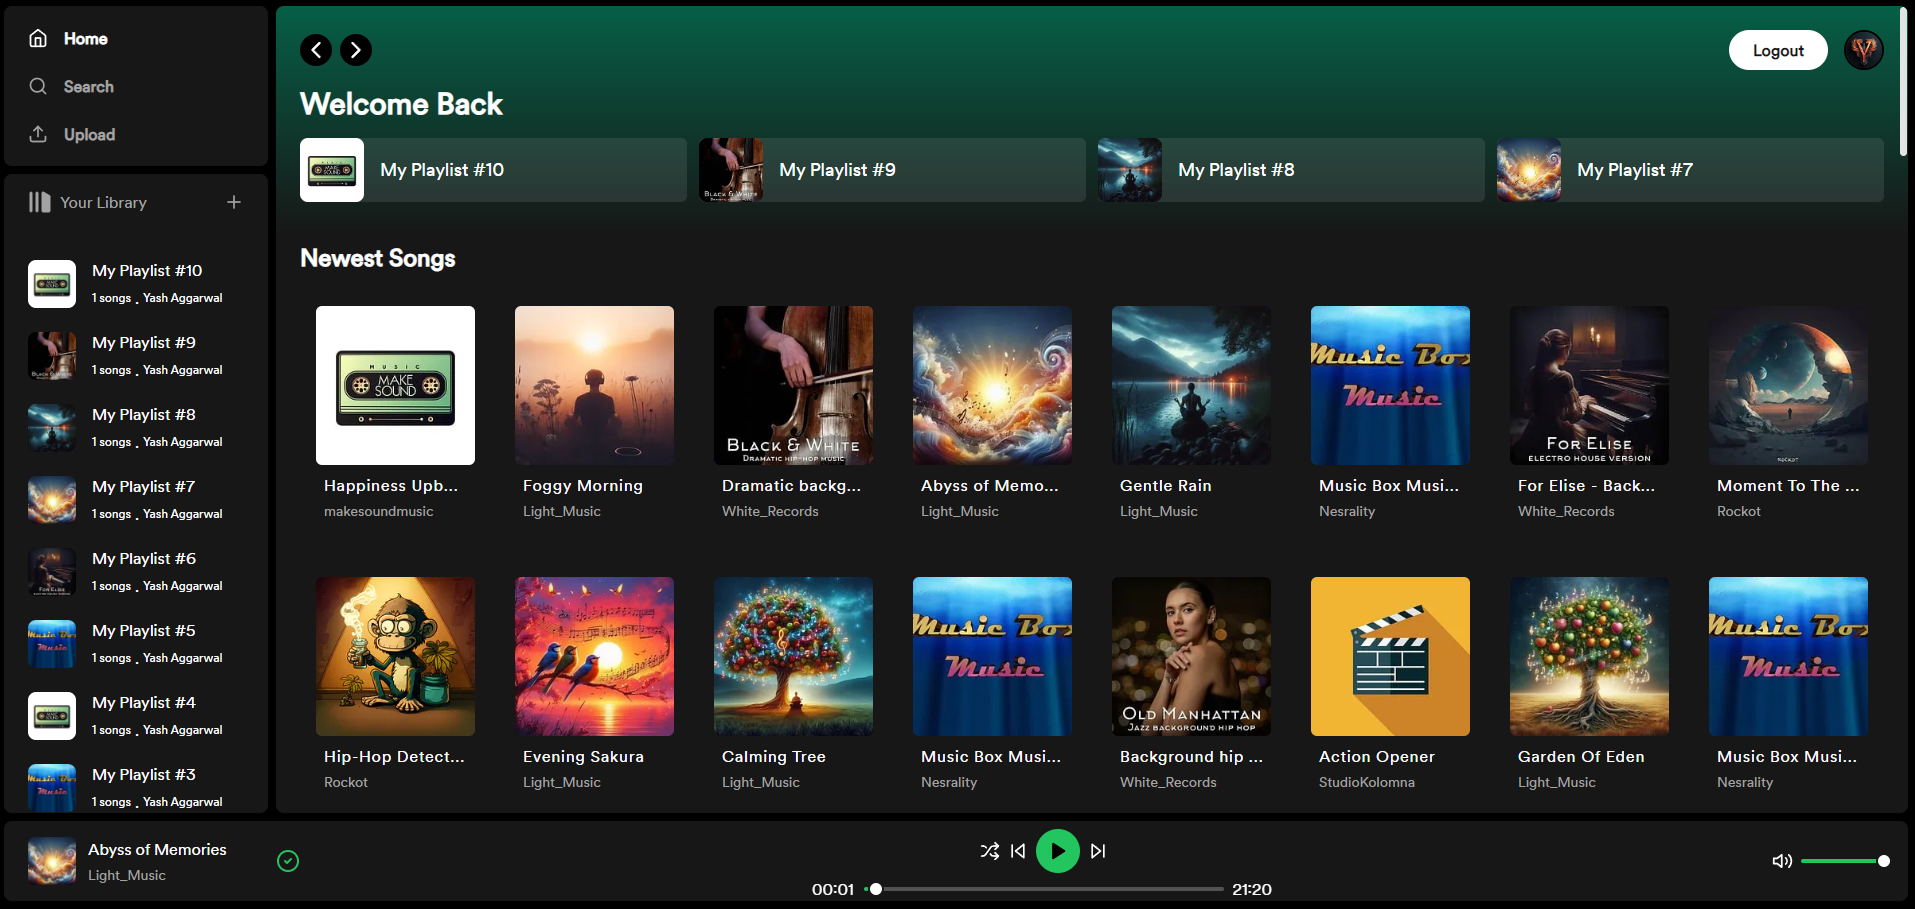 Home
Search
Upload
Your Library
My Playlist #10
1 songs . Yash Aggarwal
My Playlist #9
1 songs . Yash Aggarwal
My Playlist #8
1 songs . Yash Aggarwal
My Playlist #7
1 songs . Yash Aggarwal
My Playlist #6
1 songs . Yash Aggarwal
My Playlist #5
1 songs . Yash Aggarwal
My Playlist #4
1 songs . Yash Aggarwal
My Playlist #3
1 songs . Yash Aggarwal
Logout
Welcome Back
My Playlist #10
My Playlist #9
My Playlist #8
My Playlist #7
Newest Songs
MUSIC
MAKE
SOUND
BLACK & WHITE
DRAMATIC HIP-HOP MUSIC
Music Box
Music
FOR ELISE
ELECTRO HOUSE VERSION
ROCKOT
Happiness Upb...
makesoundmusic
Foggy Morning
Light_Music
Dramatic backg...
White_Records
Abyss of Memo...
Light_Music
Gentle Rain
Light_Music
Music Box Musi...
Nesrality
For Elise - Back...
White_Records
Moment To The ...
Rockot
Music Box
Music
OLD MANHATTAN
JAZZ BACKGROUND HIP HOP
Music Box
Music
Hip-Hop Detect...
Rockot
Evening Sakura
Light_Music
Calming Tree
Light_Music
Music Box Musi...
Nesrality
Background hip ...
White_Records
Action Opener
StudioKolomna
Garden Of Eden
Light_Music
Music Box Musi...
Nesrality
Abyss of Memories
Light_Music
00:01
21:20